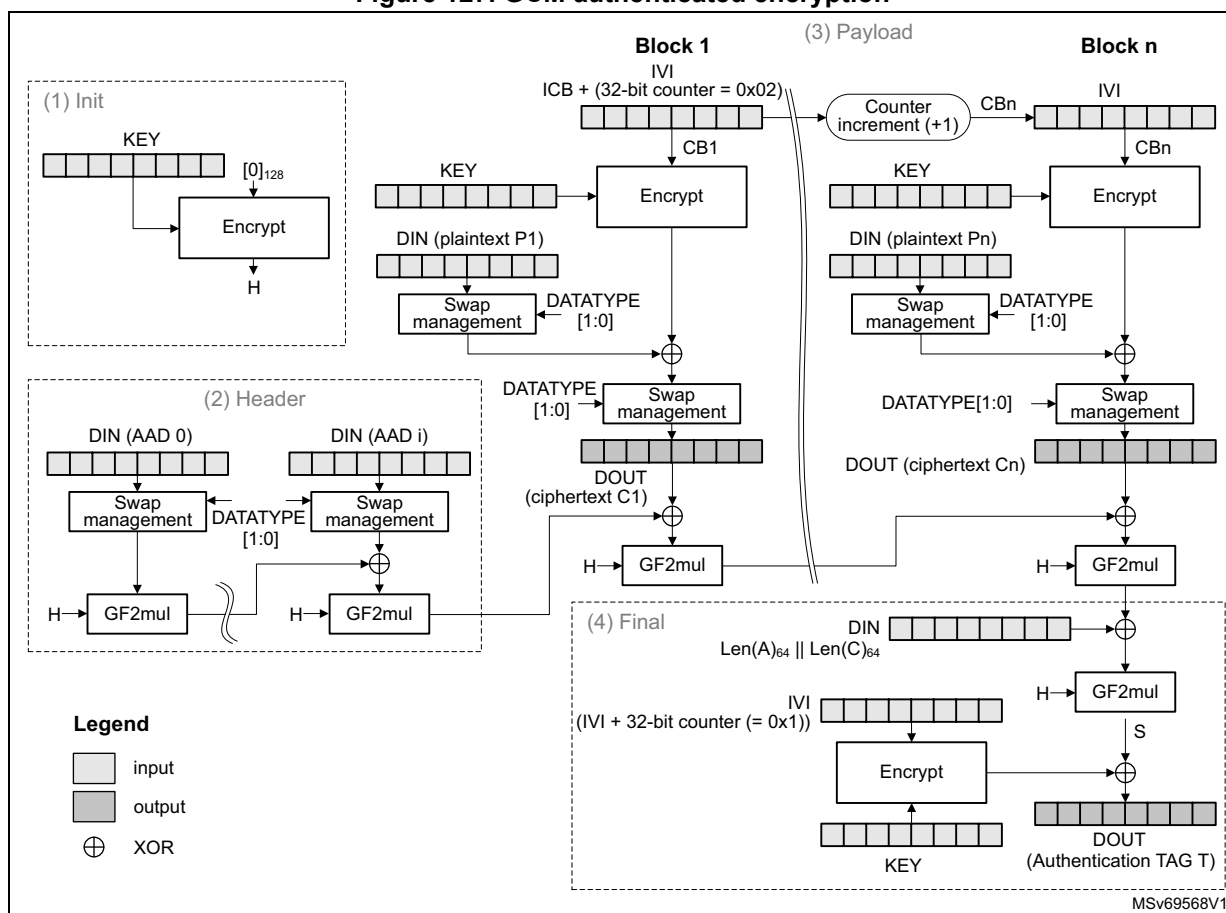 (3) Payload
Block 1
Block n
IVI
ICB + (32-bit counter = 0x02)
Counter
increment (+1)
CBn
IVI
CB1
CBn
(1) Init
KEY
[0]128
Encrypt
H
KEY
Encrypt
KEY
Encrypt
DIN (plaintext P1)
Swap
management
DATATYPE
[1:0]
DIN (plaintext Pn)
Swap
management
DATATYPE
[1:0]
DATATYPE
[1:0]
Swap
management
DATATYPE[1:0]
Swap
management
DOUT
(ciphertext C1)
DOUT (ciphertext Cn)
(2) Header
DIN (AAD 0)
DIN (AAD i)
Swap
management
DATATYPE
[1:0]
Swap
management
H
GF2mul
H
GF2mul
H
GF2mul
H
GF2mul
(4) Final
DIN
Len(A)64 || Len(C)64
H
GF2mul
S
IVI
(IVI + 32-bit counter (= 0x1))
Encrypt
KEY
DOUT
(Authentication TAG T)
Legend
input
output
XOR
MSv69568V1